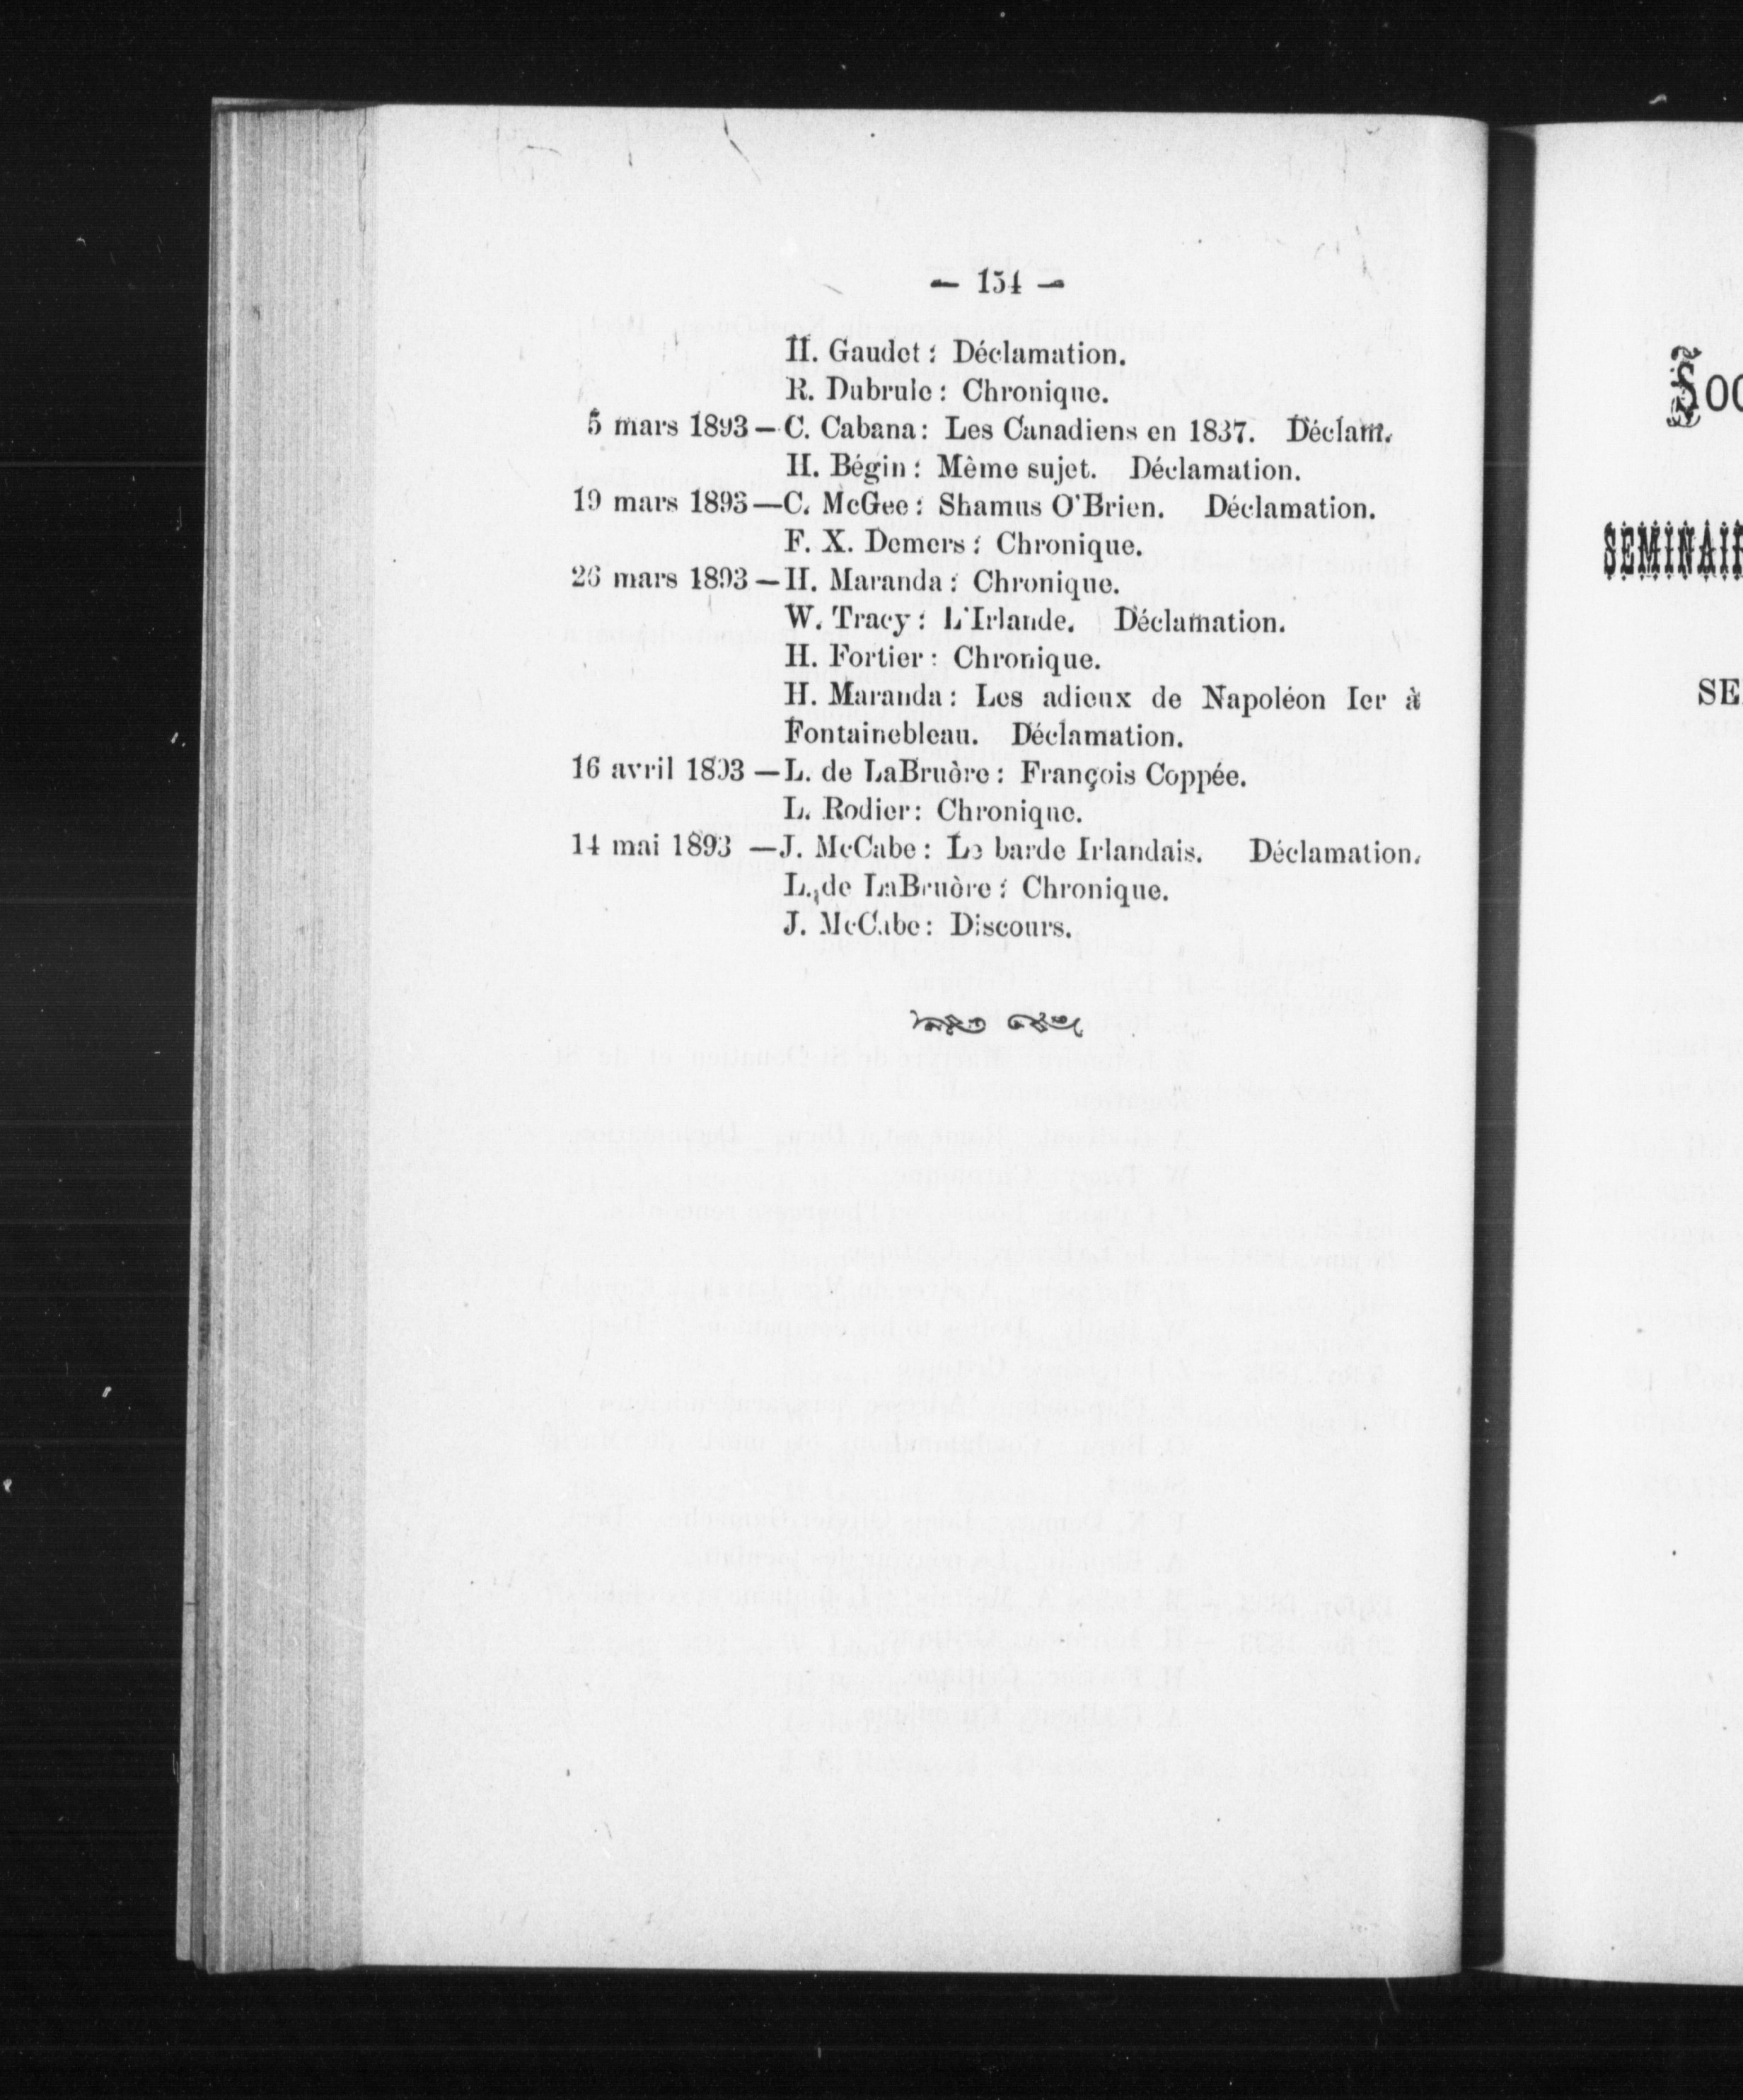 — 154 —
H. Gaudet : Déclamation.
R. Dubrule : Chronique.
5 mars 1893 — C. Cabana : Les Canadiens en 1837. Déclam.
H. Bégin : Même sujet. Déclamation.
19 mars 1893 — C. McGee : Shamus O'Brien. Déclamation.
F. X. Demers : Chronique.
26 mars 1893 — H. Maranda : Chronique.
W. Tracy : L'Irlande. Déclamation.
H. Fortier : Chronique.
H. Maranda : Les adieux de Napoléon Ier à
Fontainebleau. Déclamation.
16 avril 1893 — L. de LaBruère : François Coppée.
L. Rodier : Chronique.
14 mai 1893 — J. McCabe : Le barde Irlandais. Déclamation.
L. de LaBruère : Chronique.
J. McCabe : Discours.